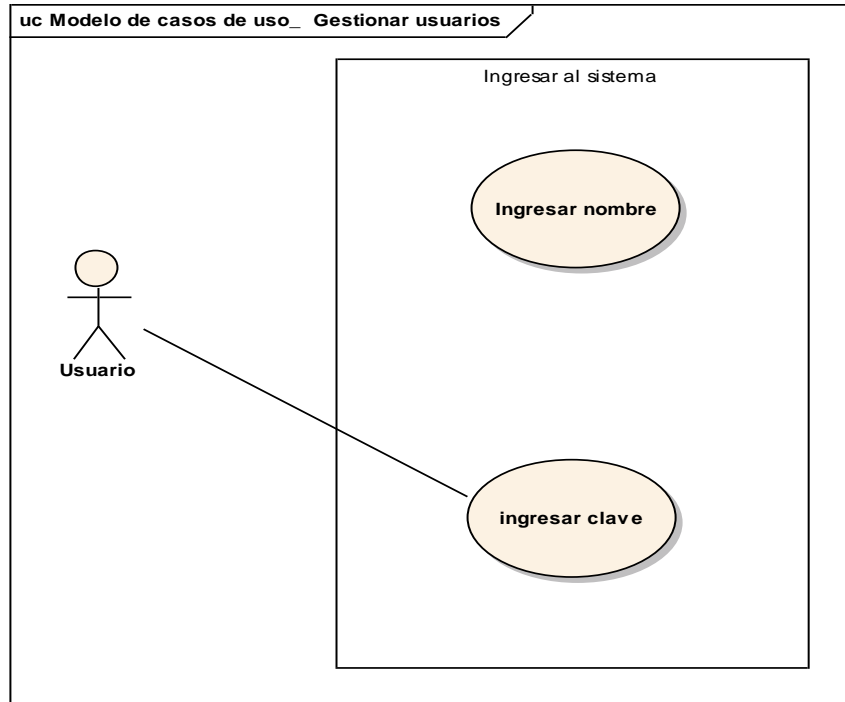 uc Modelo de casos de uso_ Gestionar usuarios
Ingresar al sistema
Ingresar nombre
Usuario
ingresar clave